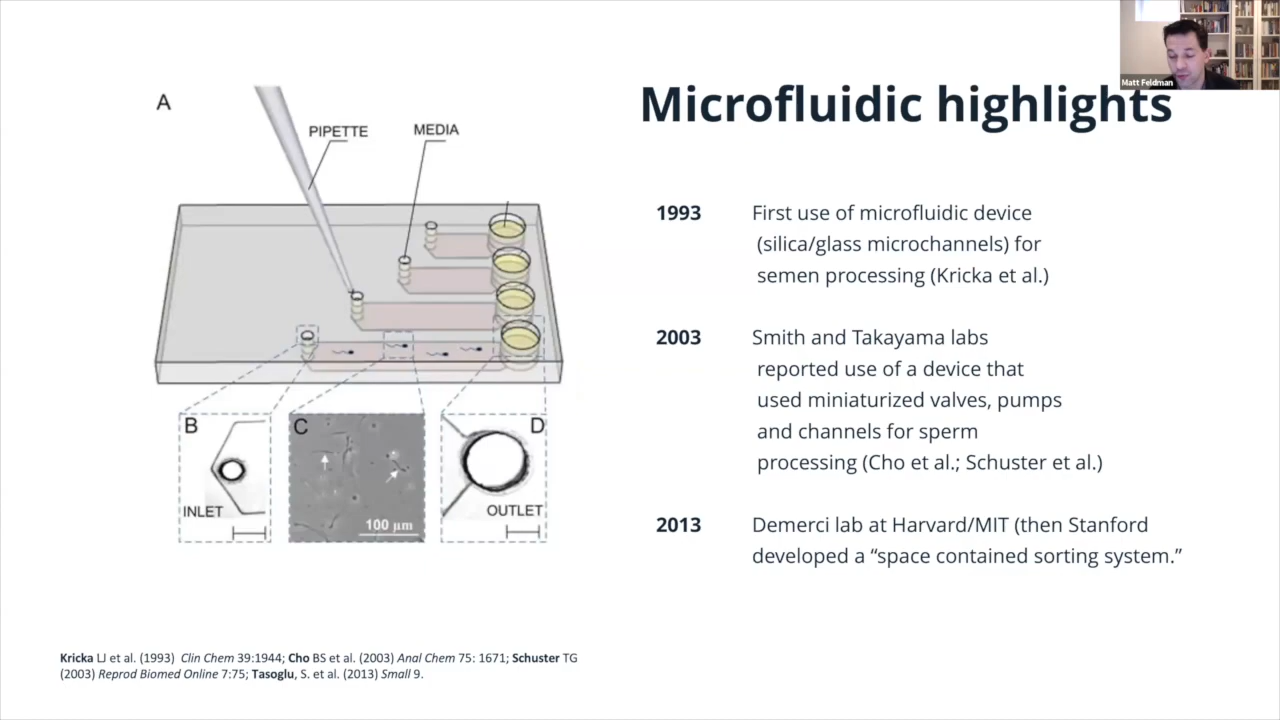 Matt Feldman
Microfluidic highlights
A
PIPETTE
MEDIA
B
INLET
C
100 µm
D
OUTLET
1993
First use of microfluidic device
(silica/glass microchannels) for
semen processing (Kricka et al.)
2003
Smith and Takayama labs
reported use of a device that
used miniaturized valves, pumps
and channels for sperm
processing (Cho et al.; Schuster et al.)
2013
Demerci lab at Harvard/MIT (then Stanford
developed a “space contained sorting system.”
Kricka LJ et al. (1993) Clin Chem 39:1944; Cho BS et al. (2003) Anal Chem 75: 1671; Schuster TG
(2003) Reprod Biomed Online 7:75; Tasoglu, S. et al. (2013) Small 9.